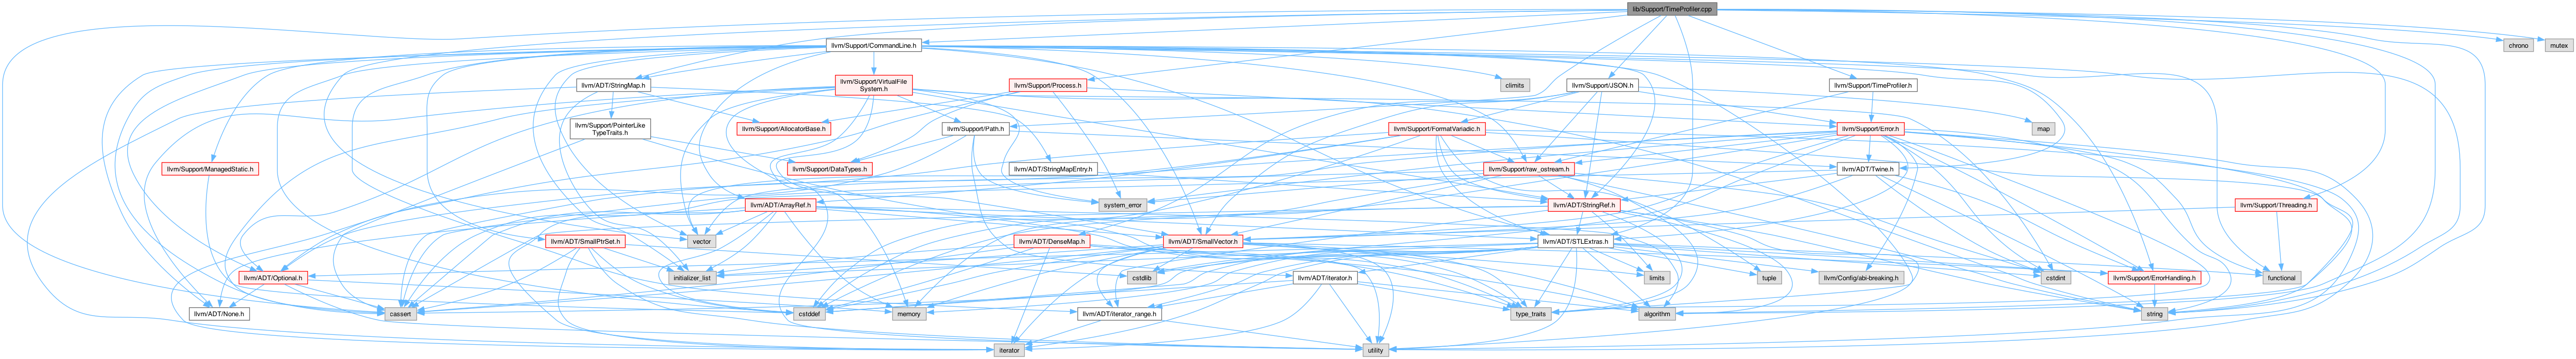 lib/Support/TimeProfiler.cpp
llvm/Support/CommandLine.h
chrono
mutex
llvm/ADT/StringMap.h
llvm/Support/VirtualFile
System.h
llvm/Support/Process.h
climits
llvm/Support/JSON.h
llvm/Support/TimeProfiler.h
llvm/Support/PointerLike
TypeTraits.h
llvm/Support/AllocatorBase.h
llvm/Support/Path.h
llvm/Support/FormatVariadic.h
llvm/Support/Error.h
map
llvm/Support/ManagedStatic.h
llvm/Support/DataTypes.h
llvm/ADT/StringMapEntry.h
llvm/Support/raw_ostream.h
llvm/ADT/Twine.h
llvm/ADT/ArrayRef.h
system_error
llvm/ADT/StringRef.h
llvm/Support/Threading.h
llvm/ADT/SmallPtrSet.h
vector
llvm/ADT/DenseMap.h
llvm/ADT/SmallVector.h
llvm/ADT/STLExtras.h
llvm/ADT/Optional.h
initializer_list
cstdlib
llvm/ADT/iterator.h
limits
tuple
llvm/Config/abi-breaking.h
cstdint
llvm/Support/ErrorHandling.h
functional
llvm/ADT/None.h
cassert
cstddef
memory
llvm/ADT/iterator_range.h
type_traits
algorithm
string
iterator
utility